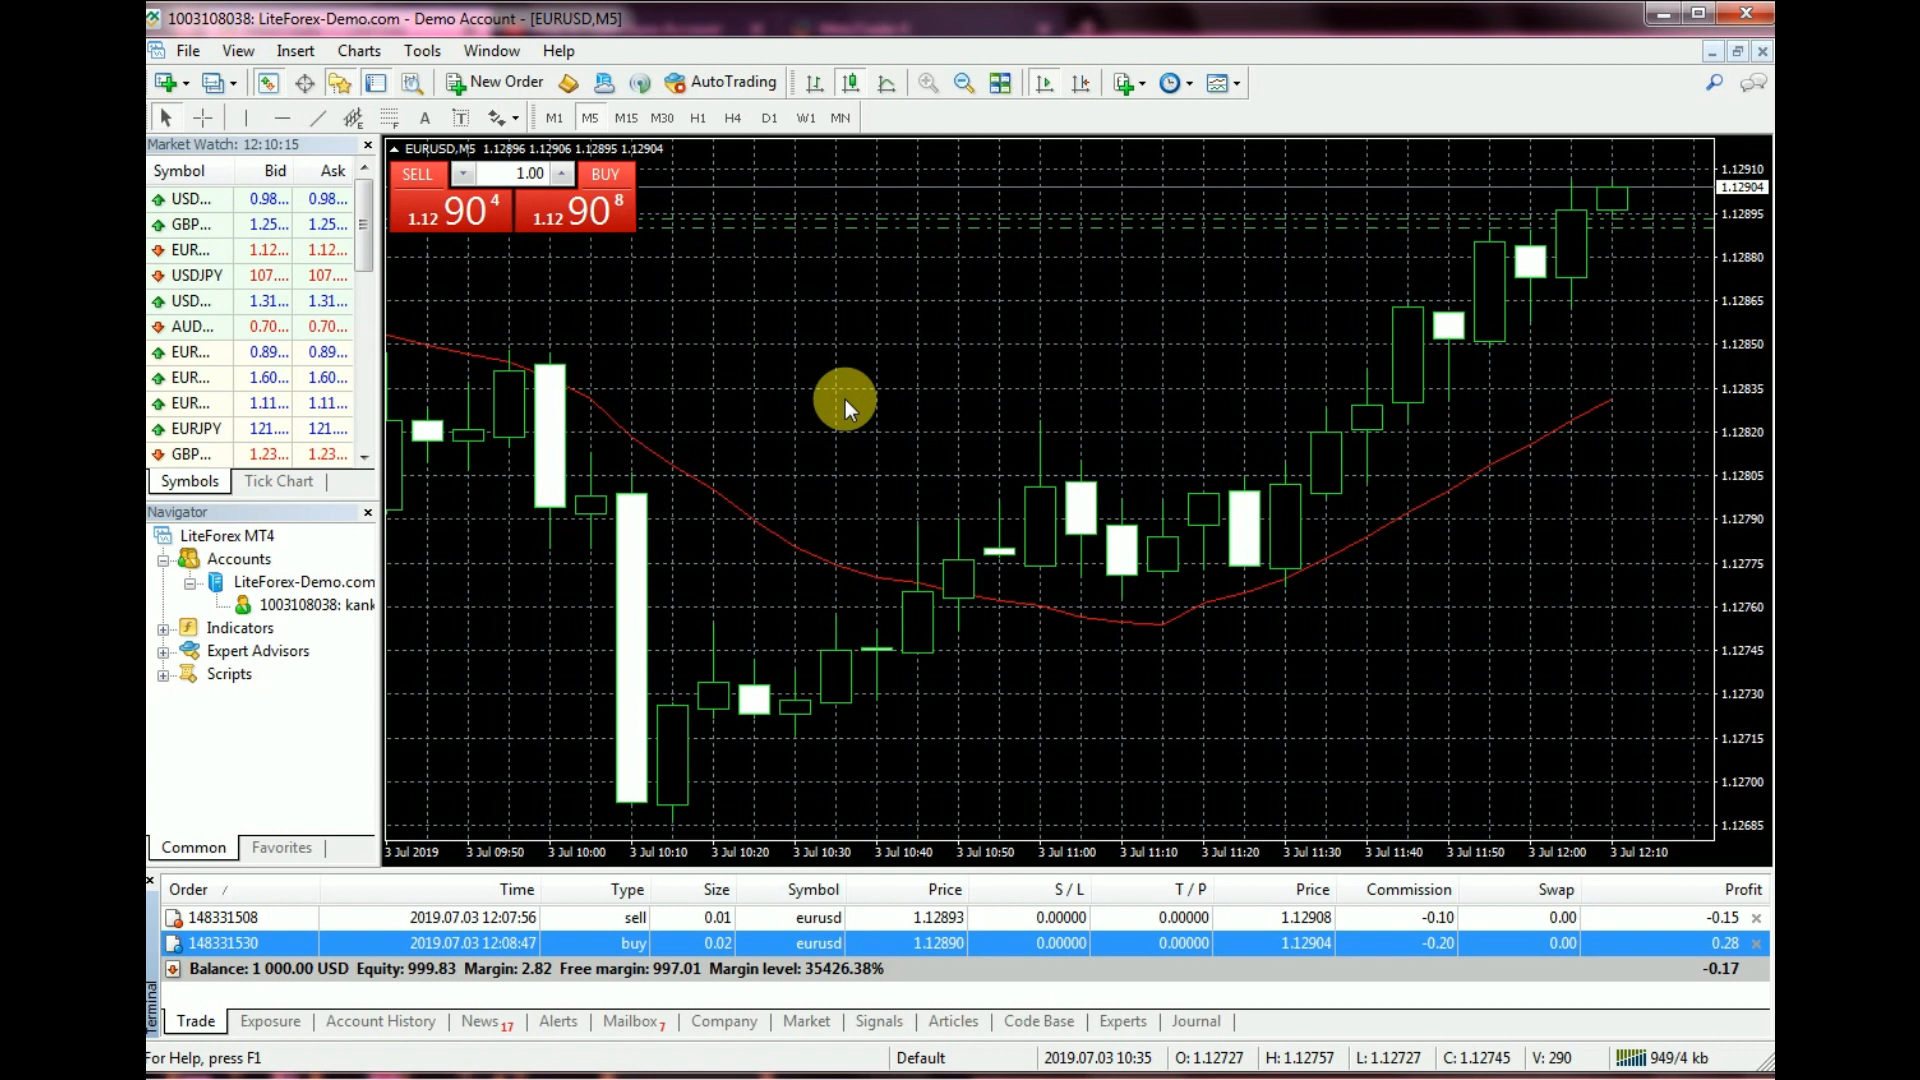 1003108038: LiteForex-Demo.com - Demo Account - [EURUSD,M5]
File View Insert Charts Tools Window Help
New Order AutoTrading
A T M1 M5 M15 M30 H1 H4 D1 W1 MN
Market Watch: 12:10:15
Symbol Bid Ask
USD... 0.98... 0.98...
GBP... 1.25... 1.25...
EUR... 1.12... 1.12...
USDJPY 107.... 107....
USD... 1.31... 1.31...
AUD... 0.70... 0.70...
EUR... 0.89... 0.89...
EUR... 1.60... 1.60...
EUR... 1.11... 1.11...
EURJPY 121.... 121....
GBP... 1.23... 1.23...
Symbols Tick Chart
Navigator
LiteForex MT4
Accounts
LiteForex-Demo.com
1003108038: kank
Indicators
Expert Advisors
Scripts
Common Favorites
EURUSD,M5 1.12896 1.12906 1.12895 1.12904
SELL 1.00 BUY
1.12 90 4 1.12 90 8
1.12910
1.12904
1.12895
1.12880
1.12865
1.12850
1.12835
1.12820
1.12805
1.12790
1.12775
1.12760
1.12745
1.12730
1.12715
1.12700
1.12685
3 Jul 2019 3 Jul 09:50 3 Jul 10:00 3 Jul 10:10 3 Jul 10:20 3 Jul 10:30 3 Jul 10:40 3 Jul 10:50 3 Jul 11:00 3 Jul 11:10 3 Jul 11:20 3 Jul 11:30 3 Jul 11:40 3 Jul 11:50 3 Jul 12:00 3 Jul 12:10
Order / Time Type Size Symbol Price S / L T / P Price Commission Swap Profit
148331508 2019.07.03 12:07:56 sell 0.01 eurusd 1.12893 0.00000 0.00000 1.12908 -0.10 0.00 -0.15
148331530 2019.07.03 12:08:47 buy 0.02 eurusd 1.12890 0.00000 0.00000 1.12904 -0.20 0.00 0.28
Balance: 1 000.00 USD Equity: 999.83 Margin: 2.82 Free margin: 997.01 Margin level: 35426.38% -0.17
Terminal
Trade Exposure Account History News 17 Alerts Mailbox 7 Company Market Signals Articles Code Base Experts Journal
For Help, press F1 Default 2019.07.03 10:35 O: 1.12727 H: 1.12757 L: 1.12727 C: 1.12745 V: 290 949/4 kb